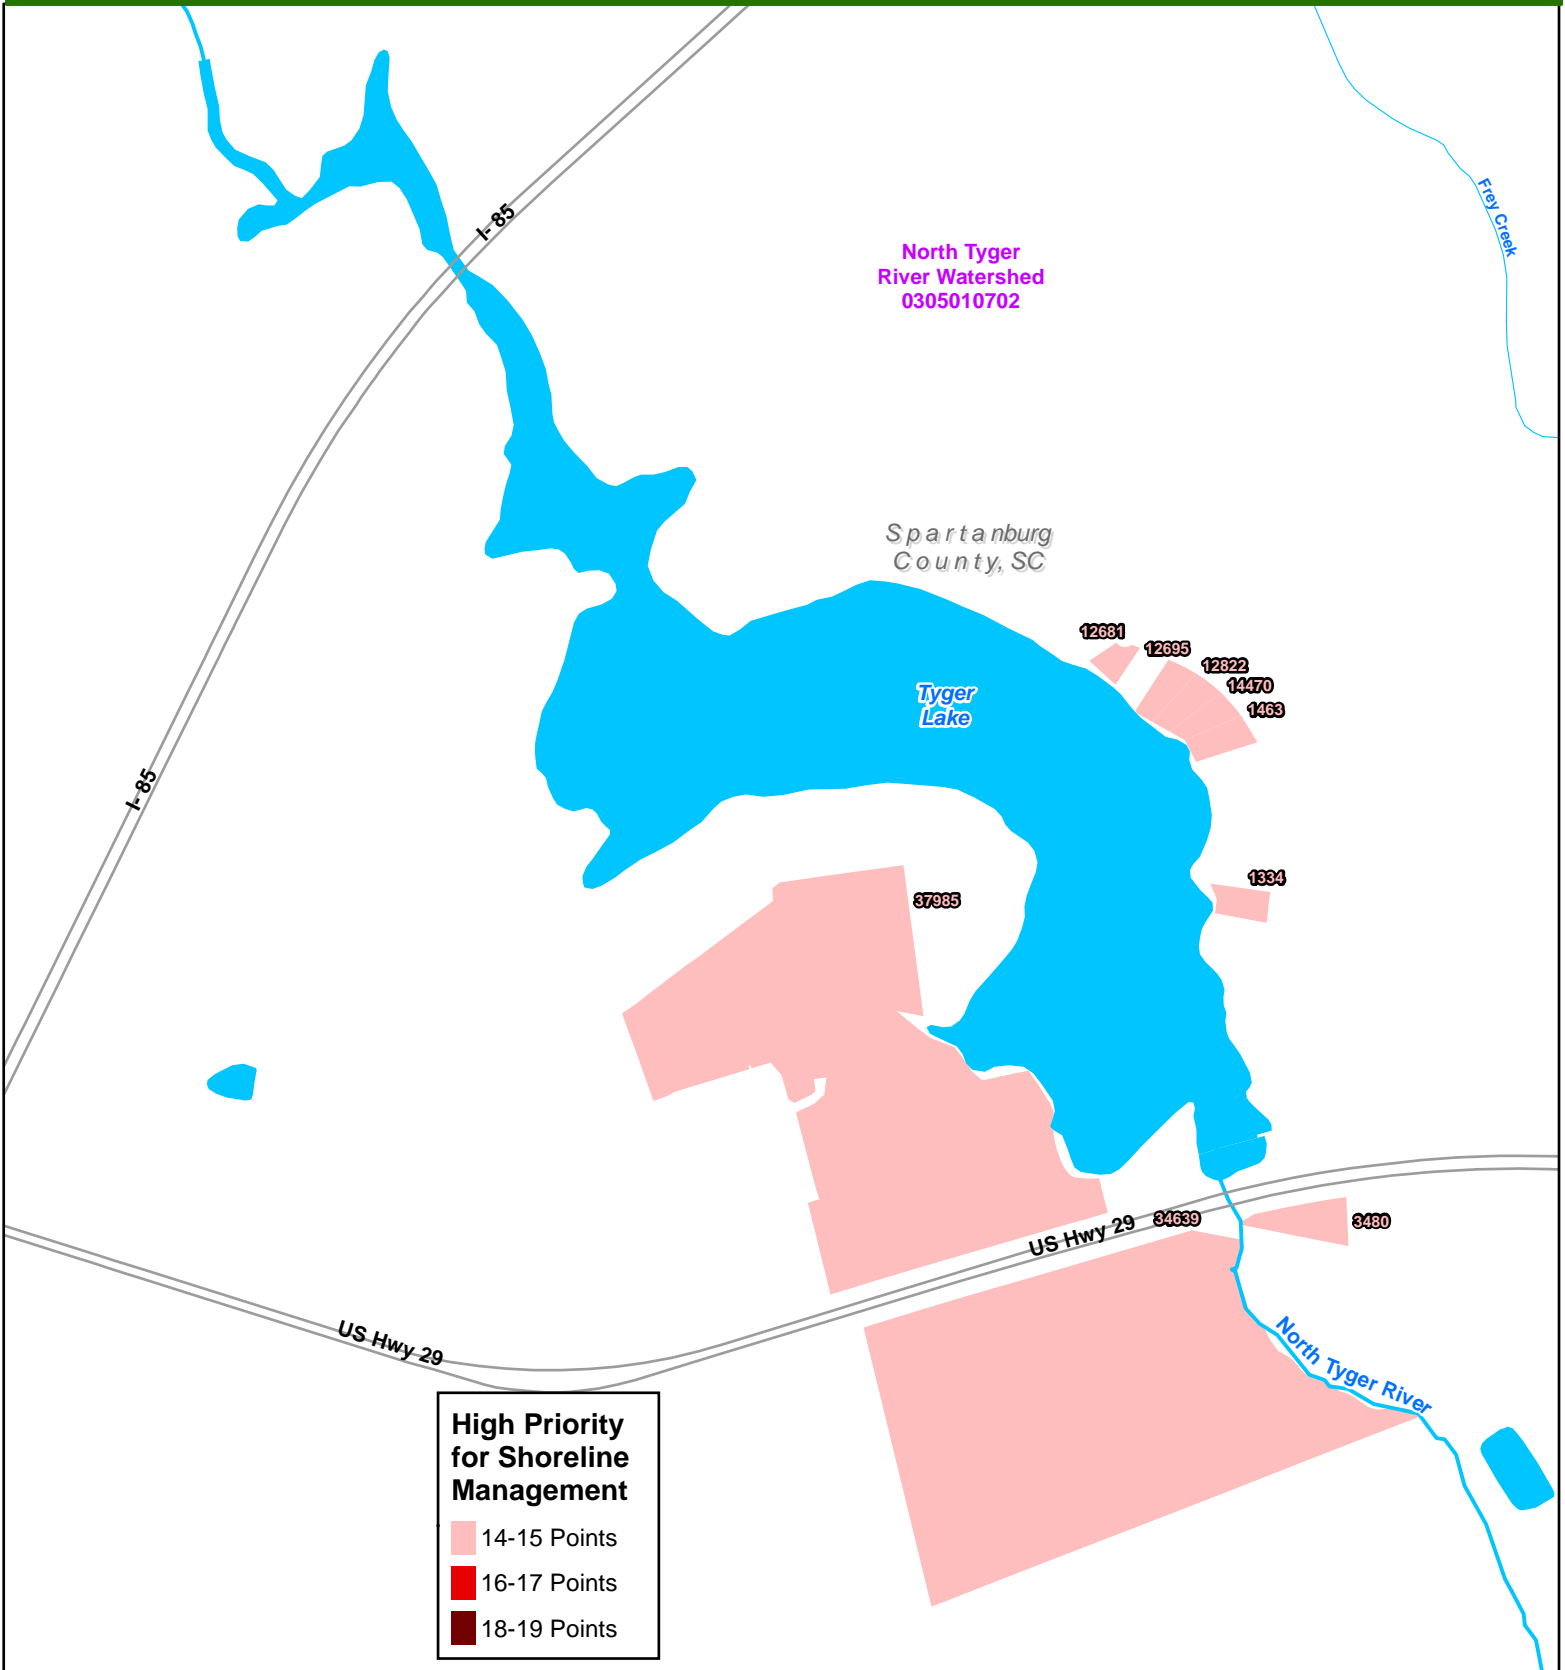 I- 85
Frey Creek
North Tyger
River Watershed
0305010702
Spartanburg
County, SC
12681
12695
12822
14470
1463
Tyger
Lake
I- 85
1334
37985
34639
3480
US Hwy 29
US Hwy 29
North Tyger River
High Priority
for Shoreline
Management
14-15 Points
16-17 Points
18-19 Points